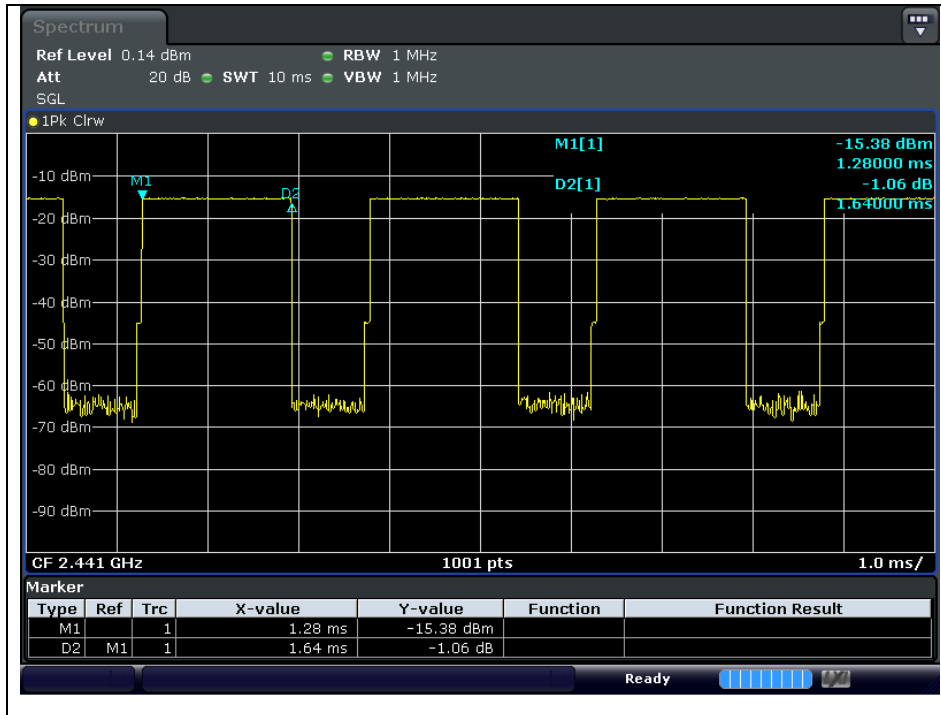 Spectrum
Ref Level 0.14 dBm RBW 1 MHz
Att 20 dB SWT 10 ms VBW 1 MHz
SGL
1Pk Clrw
M1[1] -15.38 dBm
1.28000 ms
D2[1] -1.06 dB
1.64000 ms
M1
D2
-10 dBm
-20 dBm
-30 dBm
-40 dBm
-50 dBm
-60 dBm
-70 dBm
-80 dBm
-90 dBm
CF 2.441 GHz 1001 pts 1.0 ms/
Marker
Type Ref Trc X-value Y-value Function Function Result
M1 1 1.28 ms -15.38 dBm
D2 M1 1 1.64 ms -1.06 dB
Ready